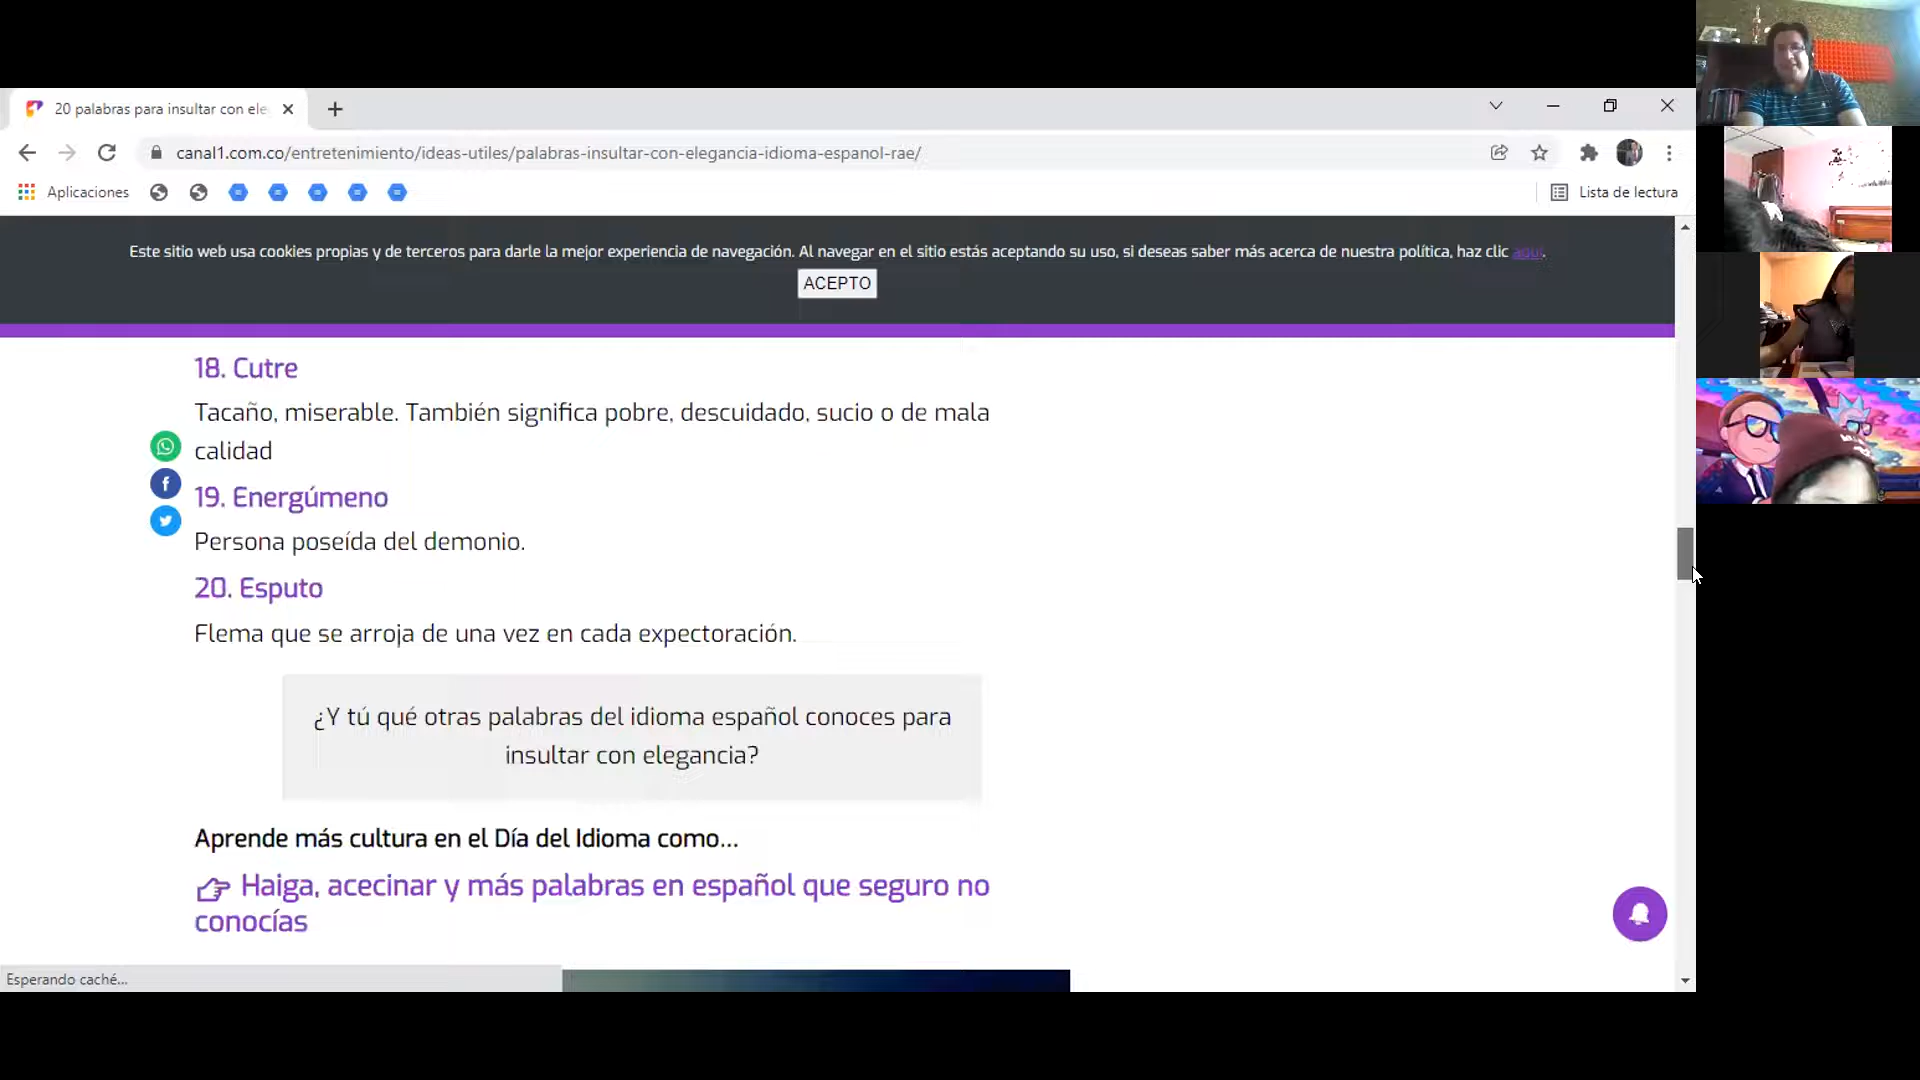 20 palabras para insultar con ele
canal1.com.co/entretenimiento/ideas-utiles/palabras-insultar-con-elegancia-idioma-espanol-rae/
Aplicaciones
Lista de lectura
Este sitio web usa cookies propias y de terceros para darle la mejor experiencia de navegación. Al navegar en el sitio estás aceptando su uso, si deseas saber más acerca de nuestra política, haz clic aquí.
ACEPTO
18. Cutre
Tacaño, miserable. También significa pobre, descuidado, sucio o de mala
calidad
19. Energúmeno
Persona poseída del demonio.
20. Esputo
Flema que se arroja de una vez en cada expectoración.
¿Y tú qué otras palabras del idioma español conoces para
insultar con elegancia?
Aprende más cultura en el Día del Idioma como...
Haiga, acecinar y más palabras en español que seguro no
conocías
Esperando caché...